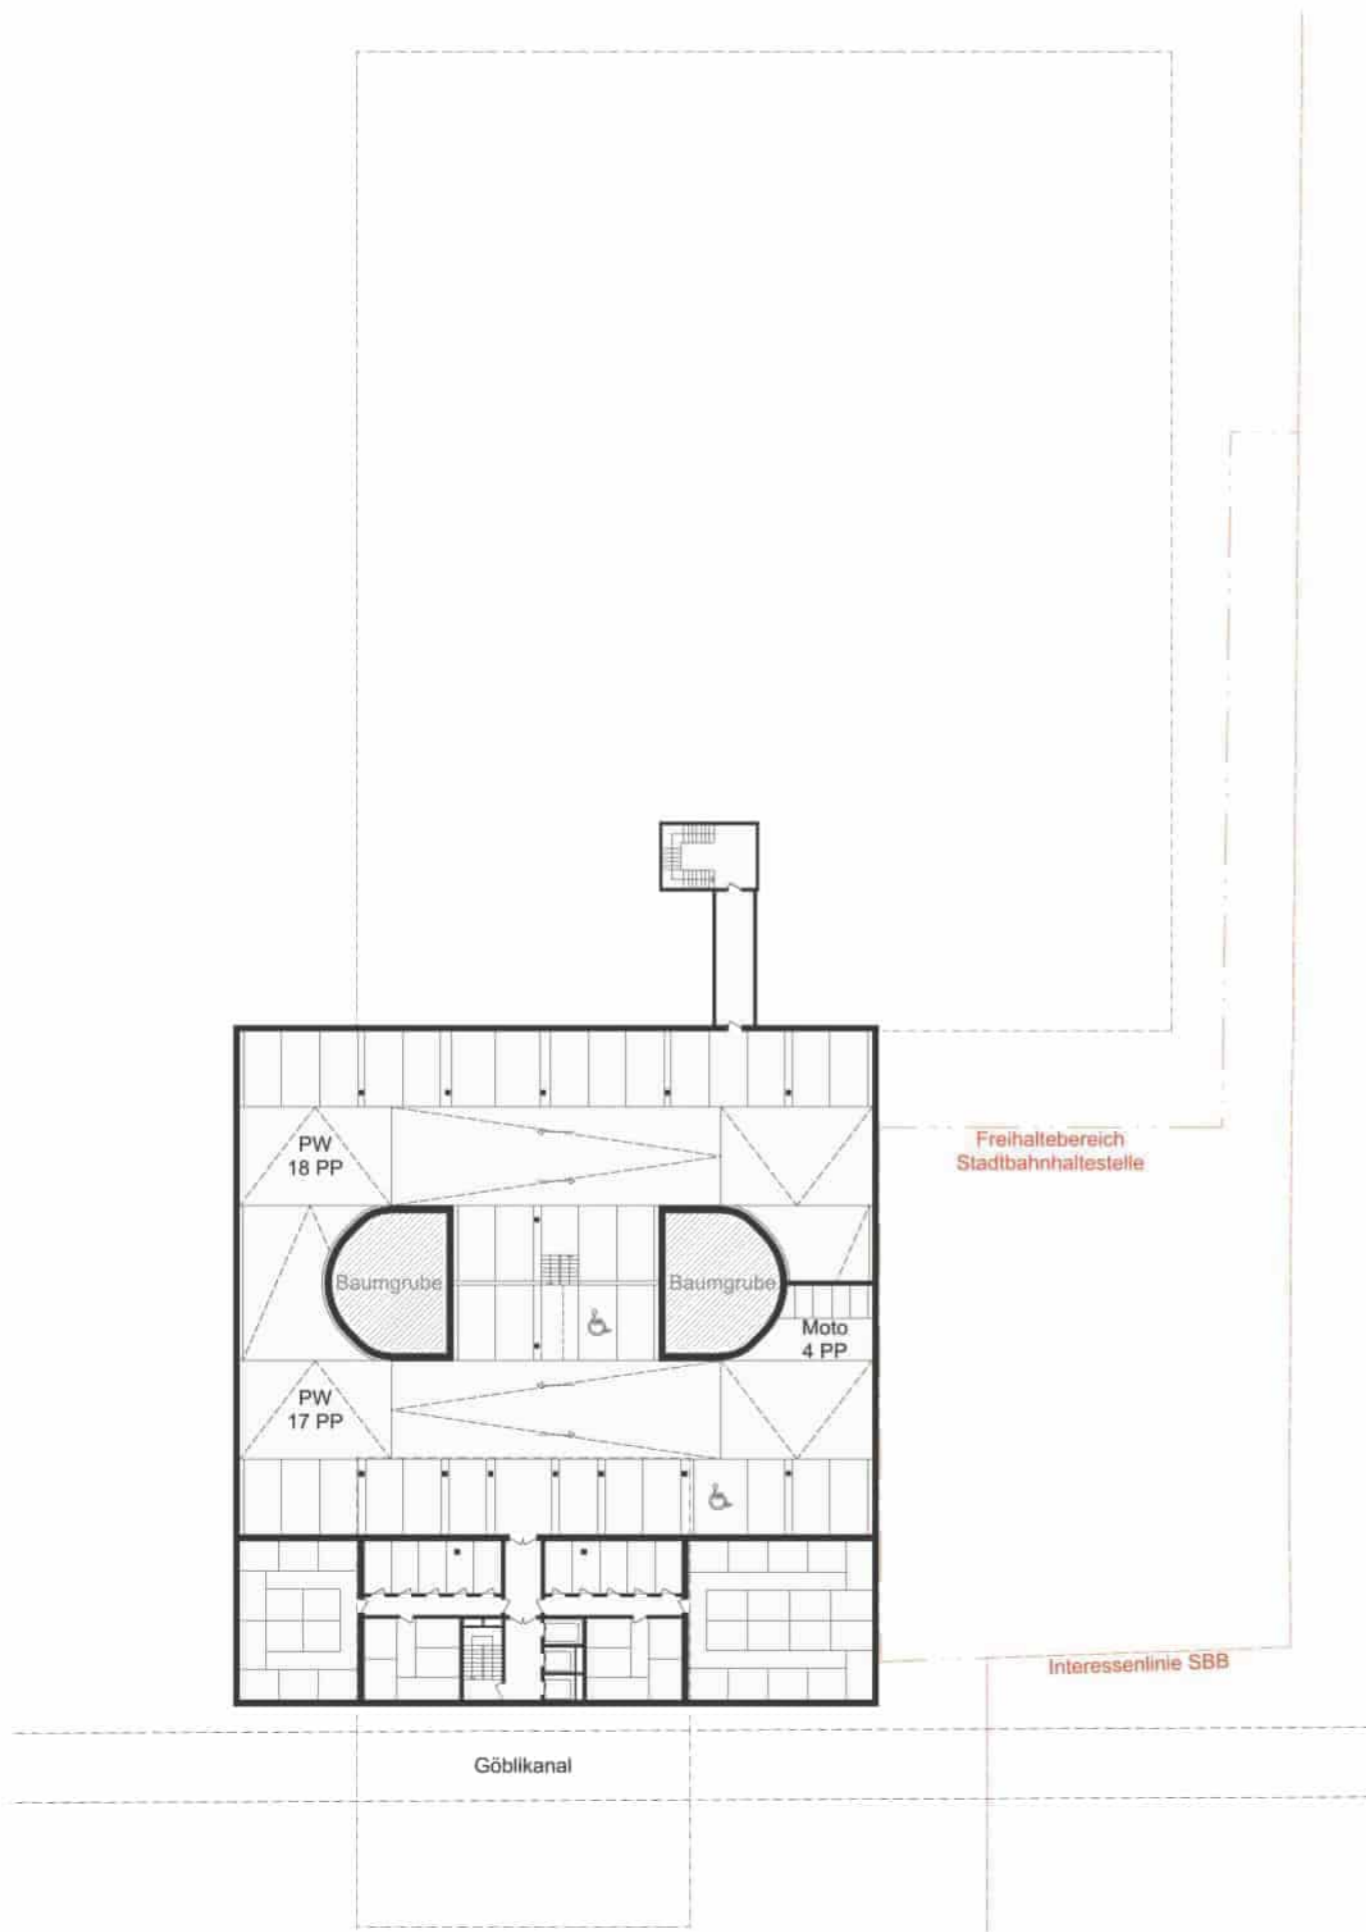 PW
18 PP
Freihaltebereich
Stadtbahnhaltestelle
Baumgrube
Baumgrube
Moto
4 PP
PW
17 PP
Interessenlinie SBB
Göblikanal